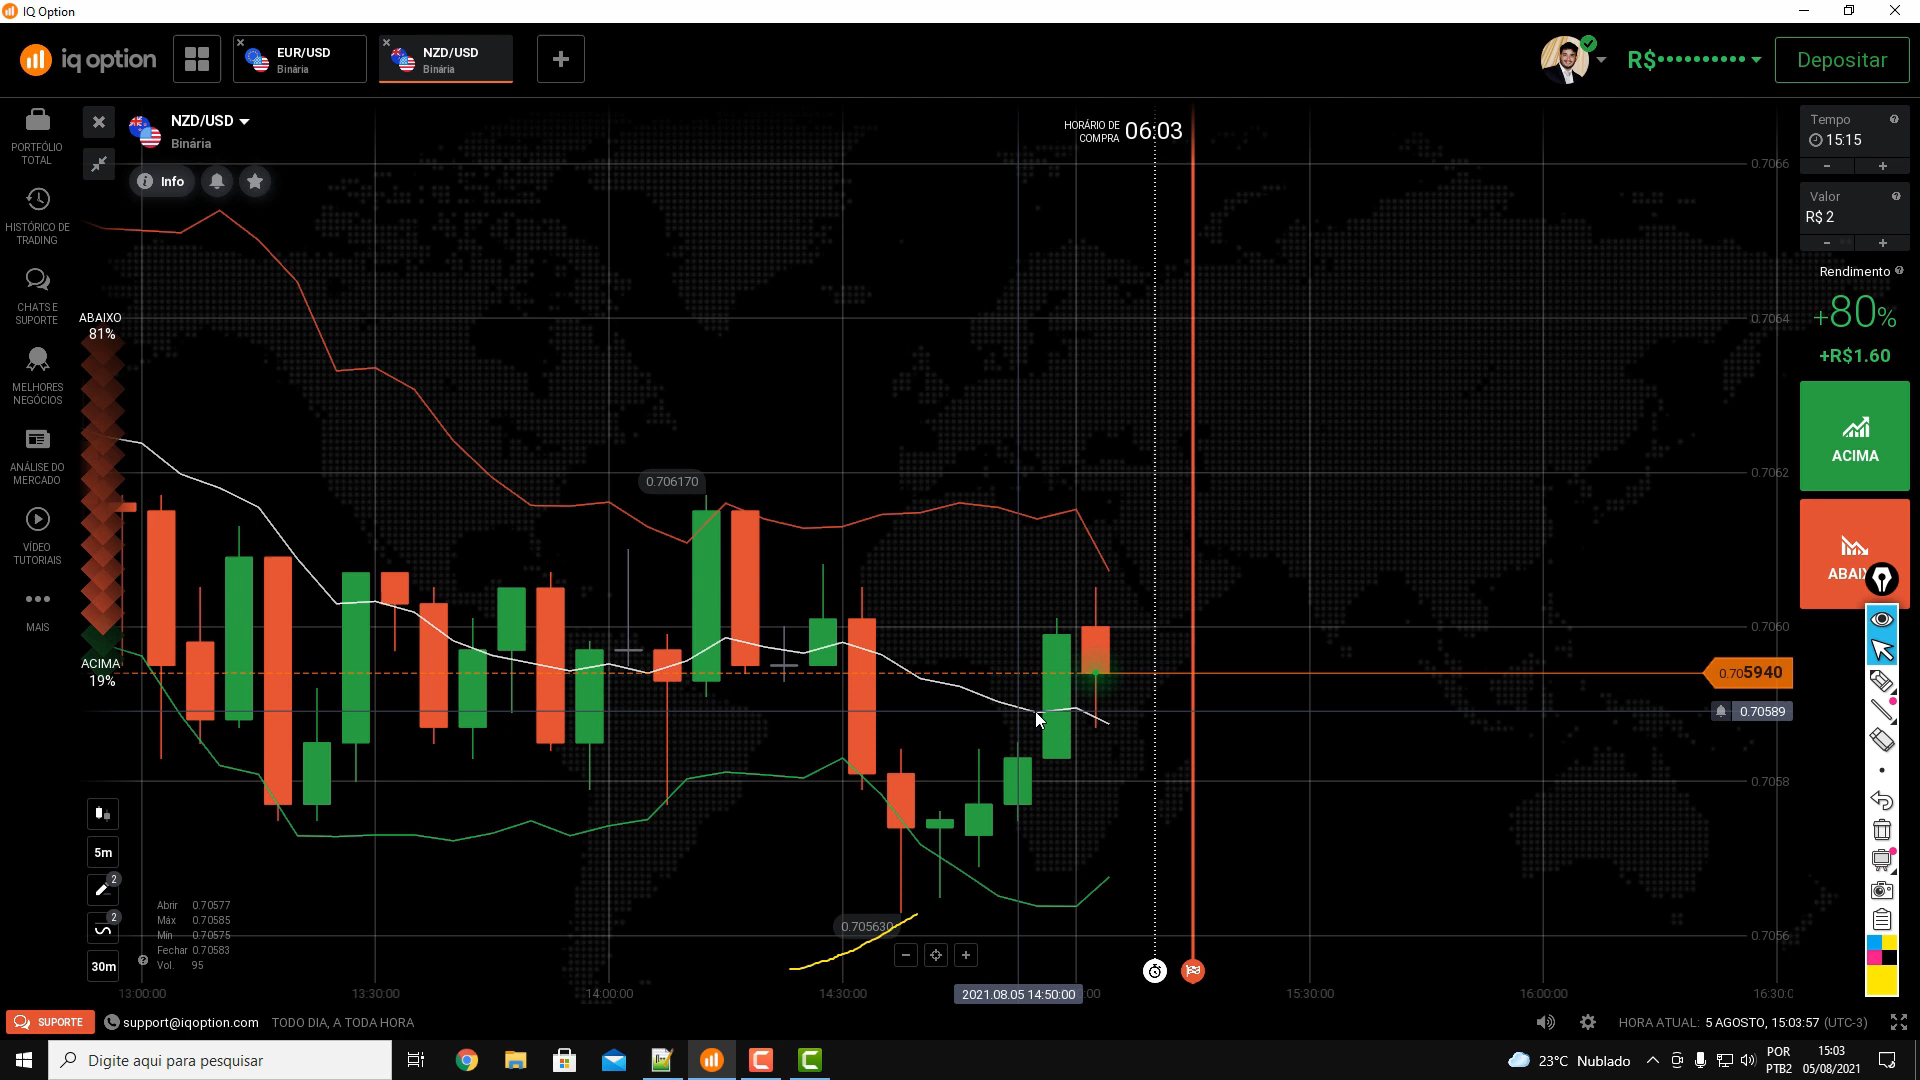 IQ Option
iq option
EUR/USD
Binária
NZD/USD
Binária
R$••••••••••
Depositar
PORTFÓLIO
TOTAL
HISTÓRICO DE
TRADING
CHATS E
SUPORTE
MELHORES
NEGÓCIOS
ANÁLISE DO
MERCADO
VÍDEO
TUTORIAIS
MAIS
NZD/USD
Binária
Info
HORÁRIO DE
COMPRA
06:03
ABAIXO
81%
ACIMA
19%
0.706170
0.705630
0.7066
0.7064
0.7062
0.7060
0.705940
0.70589
0.7058
0.7056
Tempo
15:15
- +
Valor
R$ 2
- +
Rendimento
+80%
+R$1.60
ACIMA
5m
2
2
30m
Abrir 0.70577
Máx 0.70585
Mín 0.70575
Fechar 0.70583
Vol. 95
13:00:00
13:30:00
14:00:00
14:30:00
2021.08.05 14:50:00
15:30:00
16:00:00
SUPORTE
support@iqoption.com
TODO DIA, A TODA HORA
HORA ATUAL: 5 AGOSTO, 15:03:57 (UTC-3)
Digite aqui para pesquisar
23°C Nublado
POR
PTB2
15:03
05/08/2021